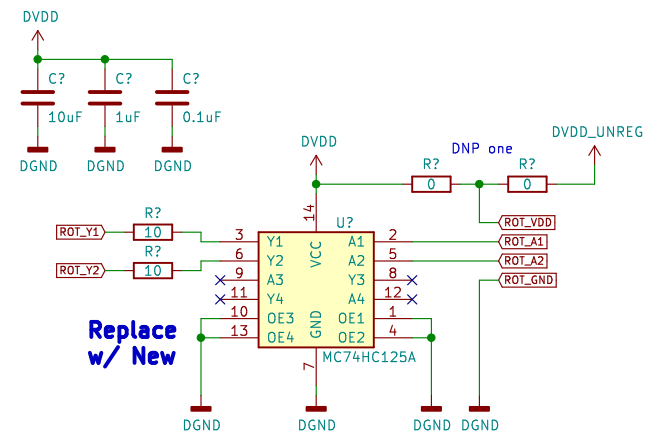 DVDD
C?
C?
C?
10uF
1uF
0.1uF
DGND
DGND
DGND
DVDD
DNP one
DVDD_UNREG
R?
R?
0
0
14
ROT_VDD
R?
U?
ROT_Y1
10
3
Y1
VCC
A1
2
ROT_A1
R?
ROT_Y2
10
6
Y2
A2
5
ROT_A2
9
A3
Y3
8
ROT_GND
11
Y4
A4
12
10
OE3
GND
OE1
1
Replace
w/ New
13
OE4
OE2
4
7
MC74HC125A
DGND
DGND
DGND
DGND